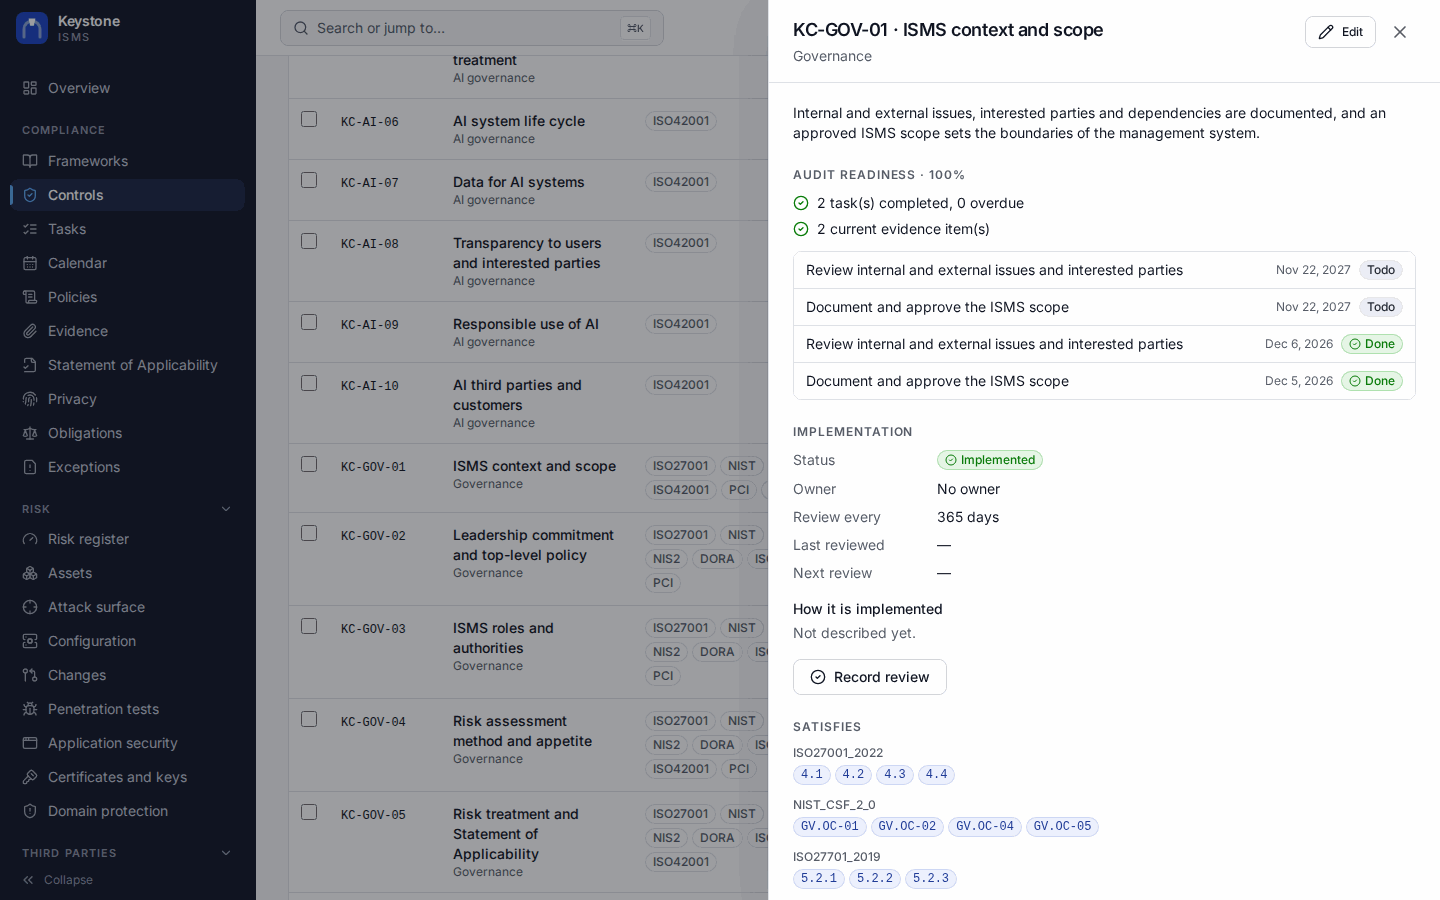 Keystone
ISMS
Overview
COMPLIANCE
Frameworks
Controls
Tasks
Calendar
Policies
Evidence
Statement of Applicability
Privacy
Obligations
Exceptions
RISK
Risk register
Assets
Attack surface
Configuration
Changes
Penetration tests
Application security
Certificates and keys
Domain protection
THIRD PARTIES
Collapse
Search or jump to...
⌘K
treatment
AI governance
KC-AI-06
AI system life cycle
AI governance
ISO42001
KC-AI-07
Data for AI systems
AI governance
ISO42001
KC-AI-08
Transparency to users
and interested parties
AI governance
ISO42001
KC-AI-09
Responsible use of AI
AI governance
ISO42001
KC-AI-10
AI third parties and
customers
AI governance
ISO42001
KC-GOV-01
ISMS context and scope
Governance
ISO27001 NIST
ISO42001 PCI
KC-GOV-02
Leadership commitment
and top-level policy
Governance
ISO27001 NIST
NIS2 DORA
PCI
KC-GOV-03
ISMS roles and
authorities
Governance
ISO27001 NIST
NIS2 DORA
PCI
KC-GOV-04
Risk assessment
method and appetite
Governance
ISO27001 NIST
NIS2 DORA
ISO42001 PCI
KC-GOV-05
Risk treatment and
Statement of
Applicability
Governance
ISO27001 NIST
NIS2 DORA
ISO42001
KC-GOV-01 · ISMS context and scope
Governance
Edit
Internal and external issues, interested parties and dependencies are documented, and an
approved ISMS scope sets the boundaries of the management system.
AUDIT READINESS · 100%
2 task(s) completed, 0 overdue
2 current evidence item(s)
Review internal and external issues and interested parties Nov 22, 2027 Todo
Document and approve the ISMS scope Nov 22, 2027 Todo
Review internal and external issues and interested parties Dec 6, 2026 Done
Document and approve the ISMS scope Dec 5, 2026 Done
IMPLEMENTATION
Status Implemented
Owner No owner
Review every 365 days
Last reviewed —
Next review —
How it is implemented
Not described yet.
Record review
SATISFIES
ISO27001_2022
4.1 4.2 4.3 4.4
NIST_CSF_2_0
GV.OC-01 GV.OC-02 GV.OC-04 GV.OC-05
ISO27701_2019
5.2.1 5.2.2 5.2.3